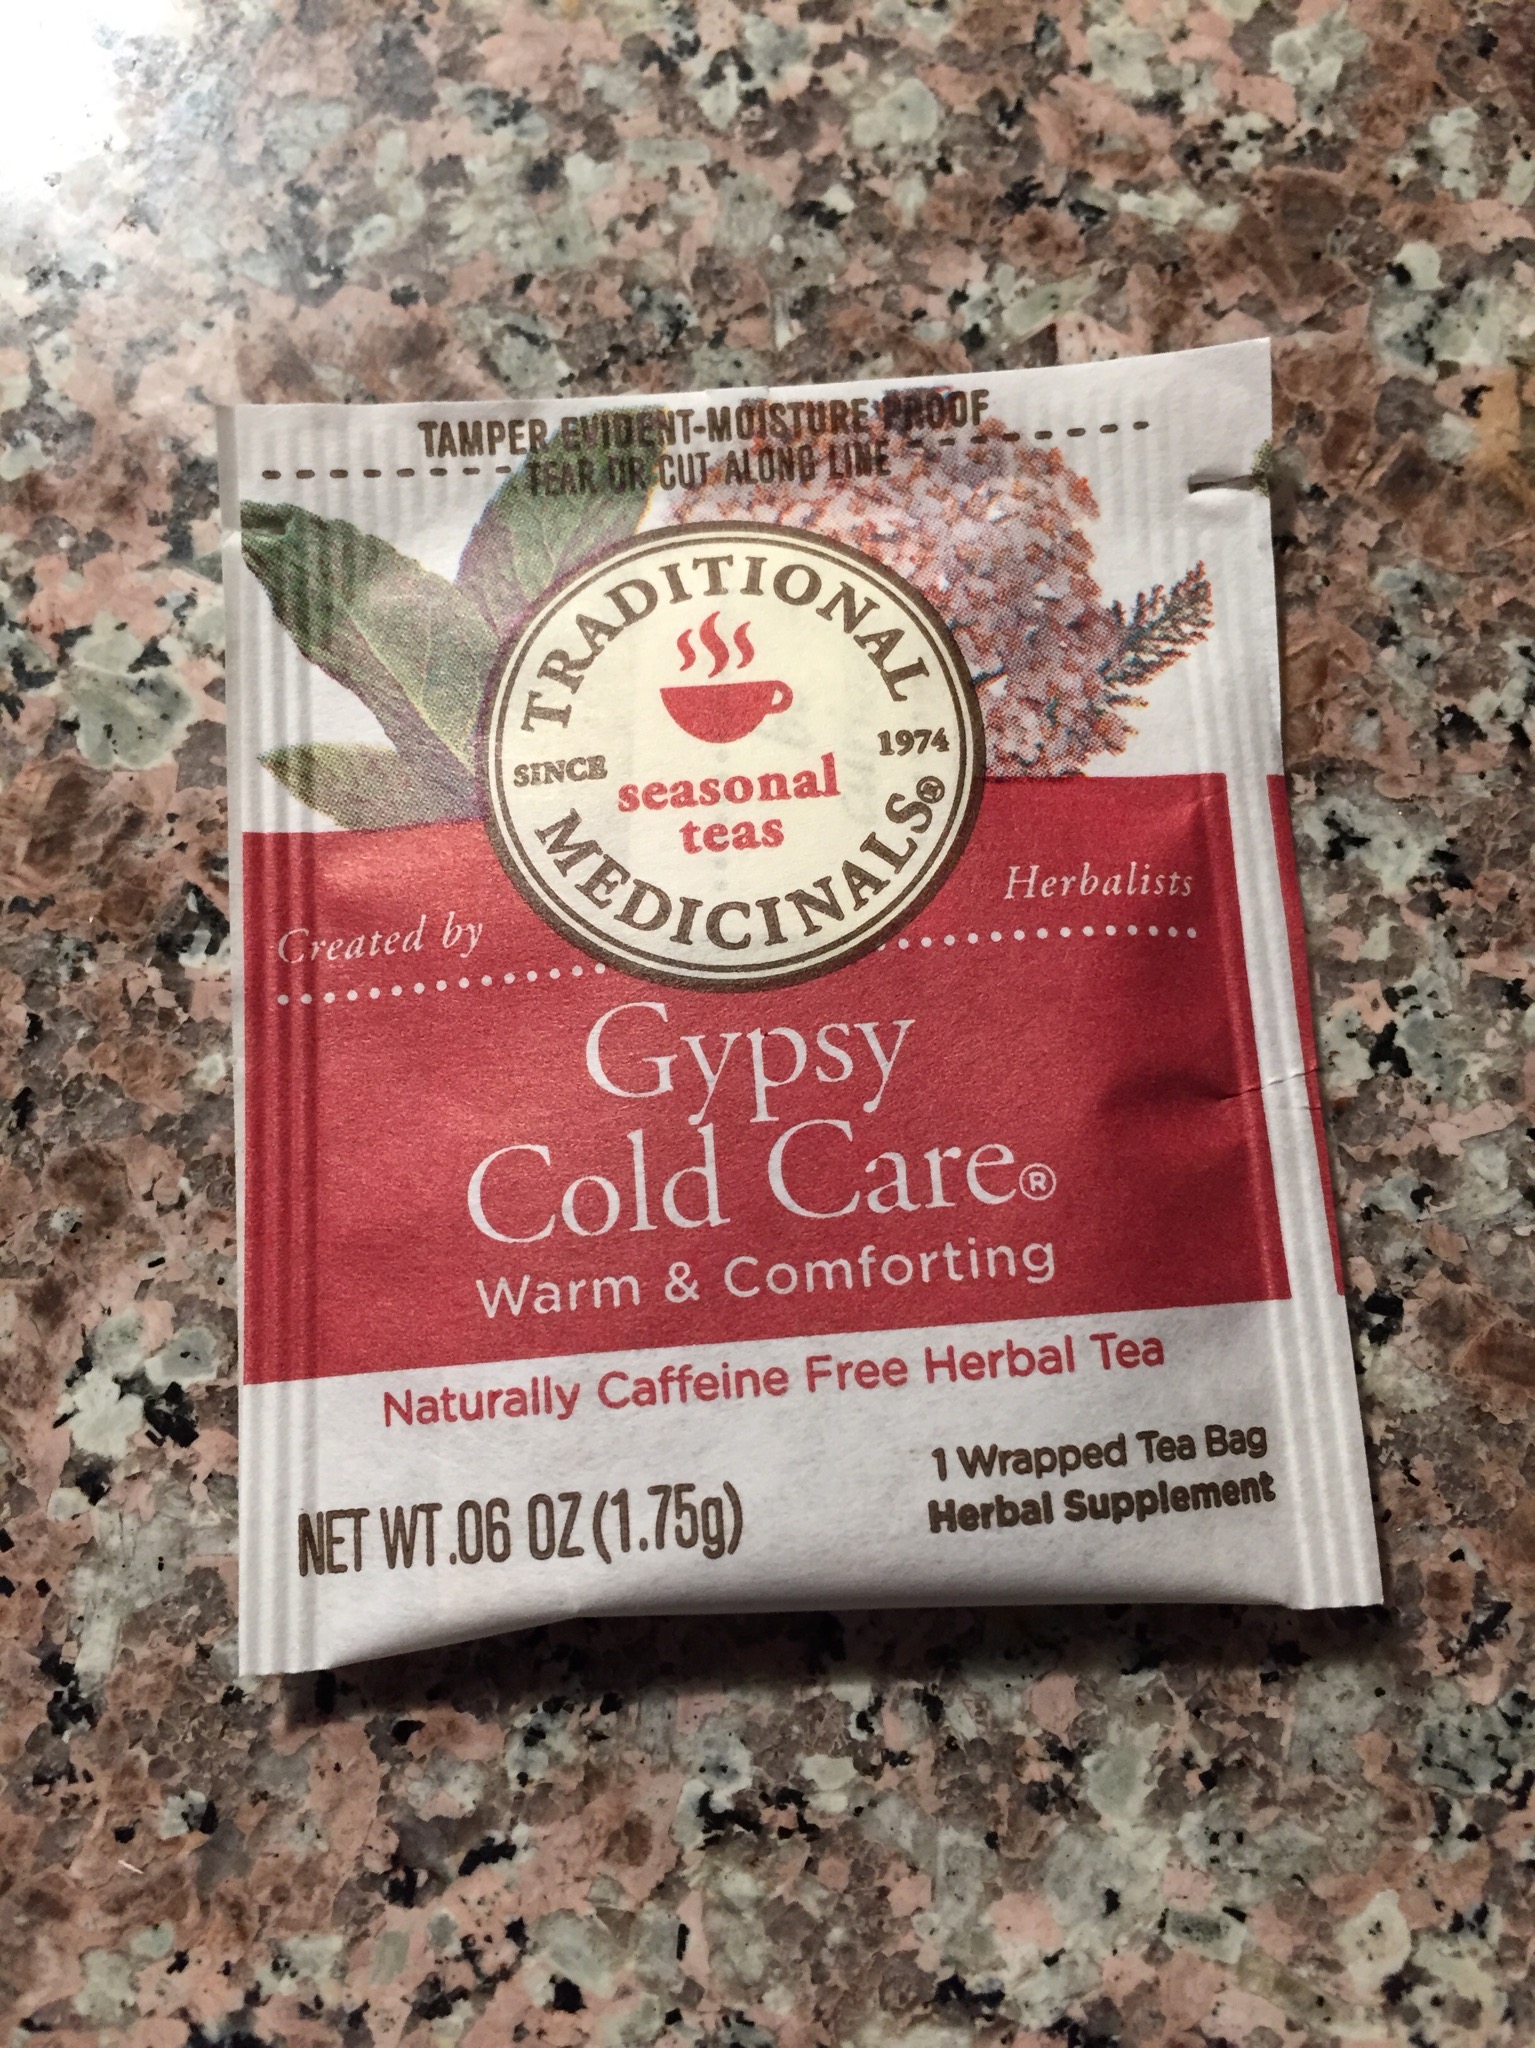 TAMPER EVIDENT-MOISTURE PROOF
TEAR OR CUT ALONG LINE
TRADITIONAL
SINCE 1974
seasonal
teas
MEDICINALS®
Created by Herbalists
Gypsy
Cold Care®
Warm & Comforting
Naturally Caffeine Free Herbal Tea
1 Wrapped Tea Bag
Herbal Supplement
NET WT .06 OZ (1.75g)